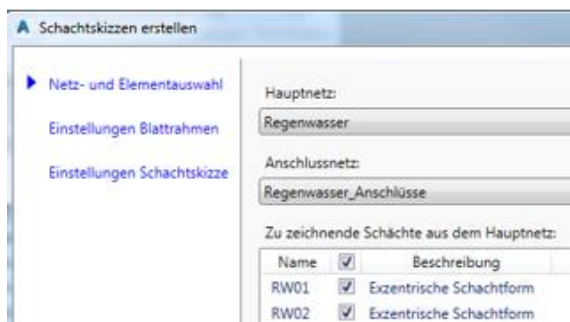 Schachtskizzen erstellen
Netz- und Elementauswahl
Einstellungen Blattrahmen
Einstellungen Schachtskizze
Hauptnetz:
Regenwasser
Anschlussnetz:
Regenwasser_Anschlüsse
Zu zeichnende Schächte aus dem Hauptnetz:
Name Beschreibung
RW01 Exzentrische Schachtform
RW02 Exzentrische Schachtform